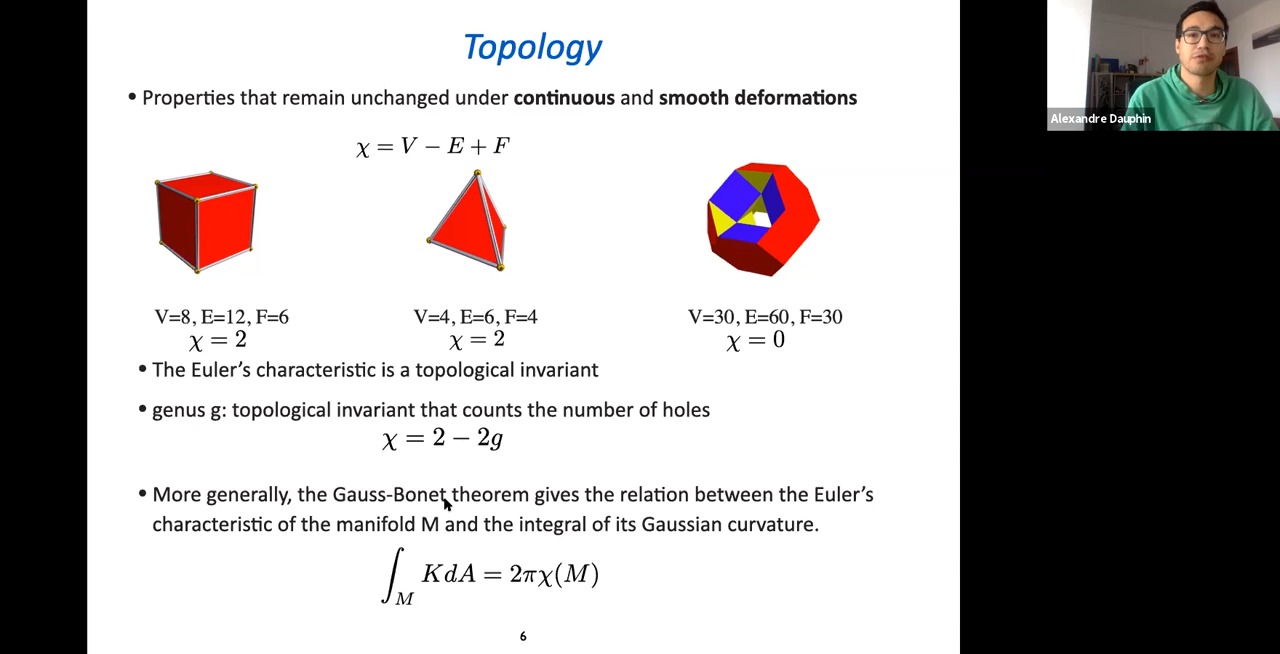 Topology
• Properties that remain unchanged under continuous and smooth deformations
χ = V − E + F
V=8, E=12, F=6
χ = 2
V=4, E=6, F=4
χ = 2
V=30, E=60, F=30
χ = 0
• The Euler’s characteristic is a topological invariant
• genus g: topological invariant that counts the number of holes
χ = 2 − 2g
• More generally, the Gauss-Bonet theorem gives the relation between the Euler’s
characteristic of the manifold M and the integral of its Gaussian curvature.
∫_M KdA = 2πχ(M)
6
Alexandre Dauphin